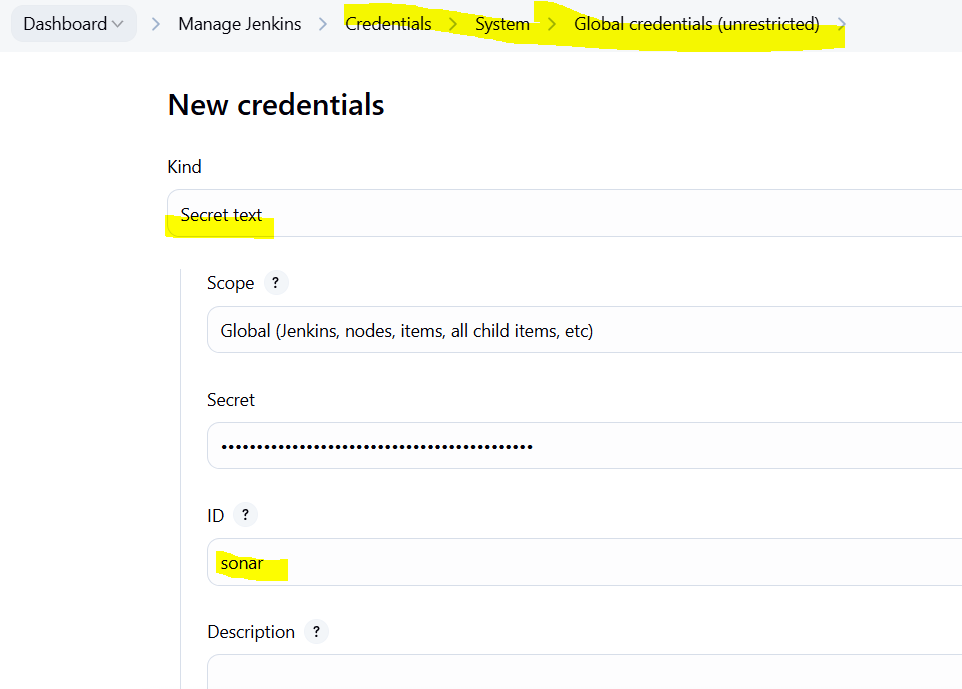 Dashboard > Manage Jenkins > Credentials > System > Global credentials (unrestricted) >
New credentials
Kind
Secret text
Scope ?
Global (Jenkins, nodes, items, all child items, etc)
Secret
••••••••••••••••••••••••••••••••••••••••••••
ID ?
sonar
Description ?